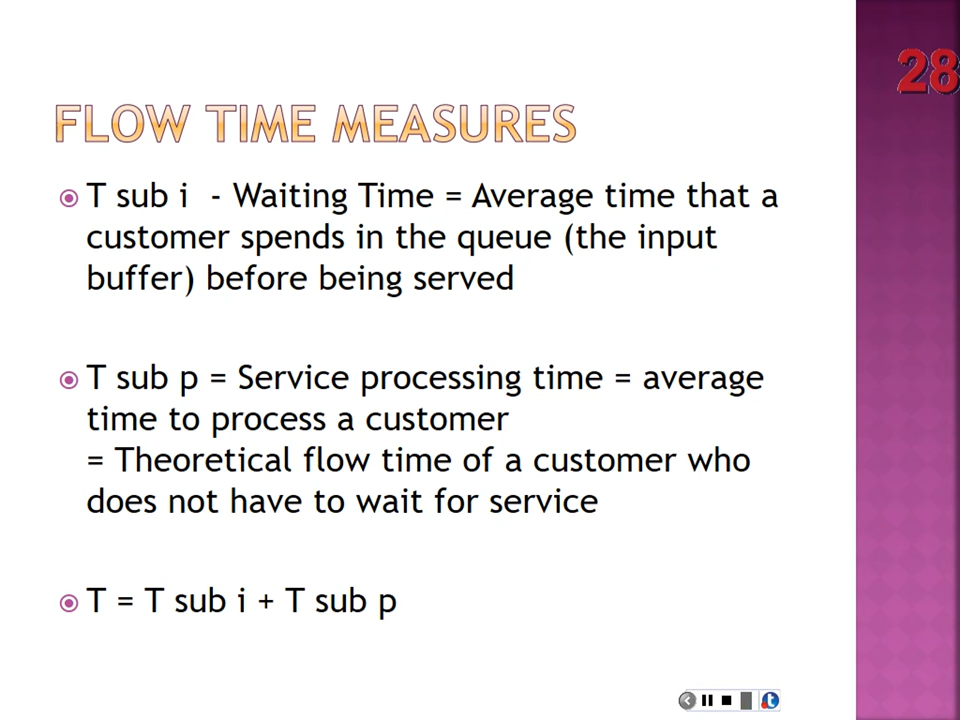 28
FLOW TIME MEASURES
T sub i - Waiting Time = Average time that a
customer spends in the queue (the input
buffer) before being served
T sub p = Service processing time = average
time to process a customer
= Theoretical flow time of a customer who
does not have to wait for service
T = T sub i + T sub p
t